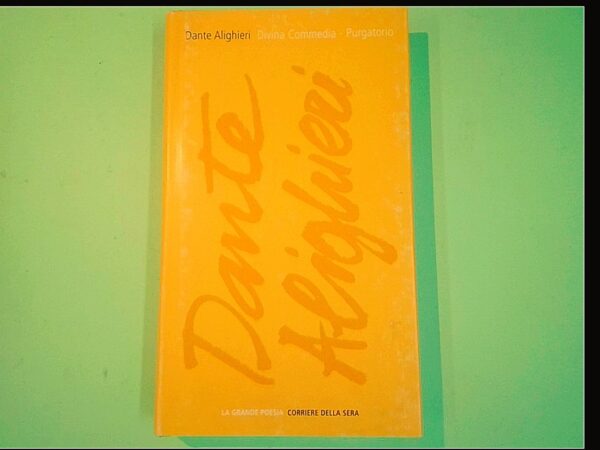 Dante Alighieri Divina Commedia - Purgatorio
Dante
Alighieri
LA GRANDE POESIA CORRIERE DELLA SERA